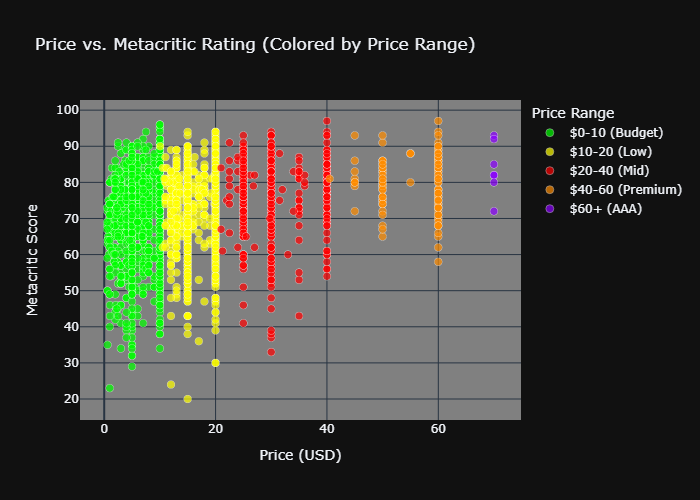 Price vs. Metacritic Rating (Colored by Price Range)
Price Range
$0-10 (Budget)
$10-20 (Low)
$20-40 (Mid)
$40-60 (Premium)
$60+ (AAA)
Metacritic Score
100
90
80
70
60
50
40
30
20
0
20
40
60
Price (USD)